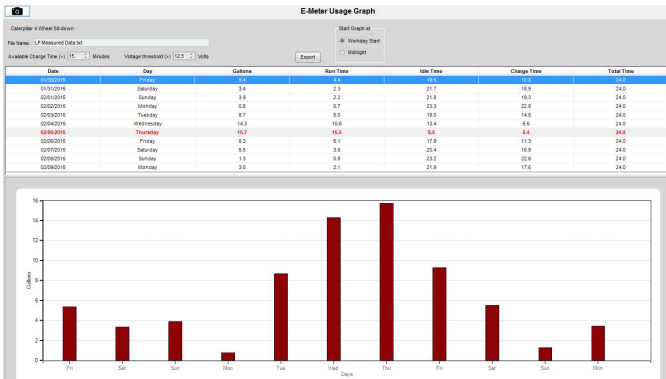 E-Meter Usage Graph
Caterpillar 4 Wheel Sit-down
Start Graph at
File Name: LP Measured Data.txt
Workday Start
Midnight
Available Charge Time (>): 15 Minutes Voltage threshold (>) 12.5 Volts Export
Date Day Gallons Run Time Idle Time Charge Time Total Time
01/30/2015 Friday 5.4 4.4 19.6 12.8 24.0
01/31/2015 Saturday 3.4 2.3 21.7 18.9 24.0
02/01/2015 Sunday 3.9 2.2 21.8 19.3 24.0
02/02/2015 Monday 0.8 0.7 23.3 22.8 24.0
02/03/2015 Tuesday 8.7 5.0 19.0 14.5 24.0
02/04/2015 Wednesday 14.3 10.6 13.4 24.0
02/05/2015 Thursday 15.7 15.5 8.5 5.4 24.0
02/06/2015 Friday 9.3 6.1 17.9 11.3 24.0
02/07/2015 Saturday 3.6 20.4 18.9 24.0
02/08/2015 Sunday 1.3 0.8 23.2 22.6 24.0
02/09/2015 Monday 2.1 21.9 17.8 24.0
16
14
12
10
8
6
4
2
0
Gallons
Fri Sat Sun Mon Tue Wed Thu Fri Sat Sun Mon
Days